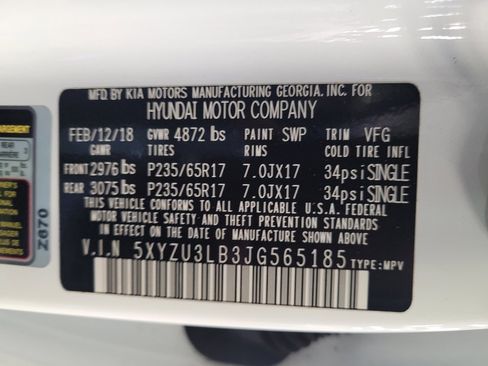 MFD. BY KIA MOTORS MANUFACTURING GEORGIA, INC. FOR
HYUNDAI MOTOR COMPANY
FEB/12/18 GVWR 4872 lbs PAINT SWP TRIM VFG
GAWR TIRES RIMS COLD TIRE INFL
FRONT 2976 lbs P235/65R17 7.0JX17 34psi SINGLE
REAR 3075 lbs P235/65R17 7.0JX17 34psi SINGLE
THIS VEHICLE CONFORMS TO ALL APPLICABLE U.S.A. FEDERAL
MOTOR VEHICLE SAFETY AND THEFT PREVENTION STANDARDS
IN EFFECT ON THE DATE OF MANUFACTURE SHOWN ABOVE.
V.I.N 5XYZU3LB3JG565185 TYPE:MPV
REAR
Z670